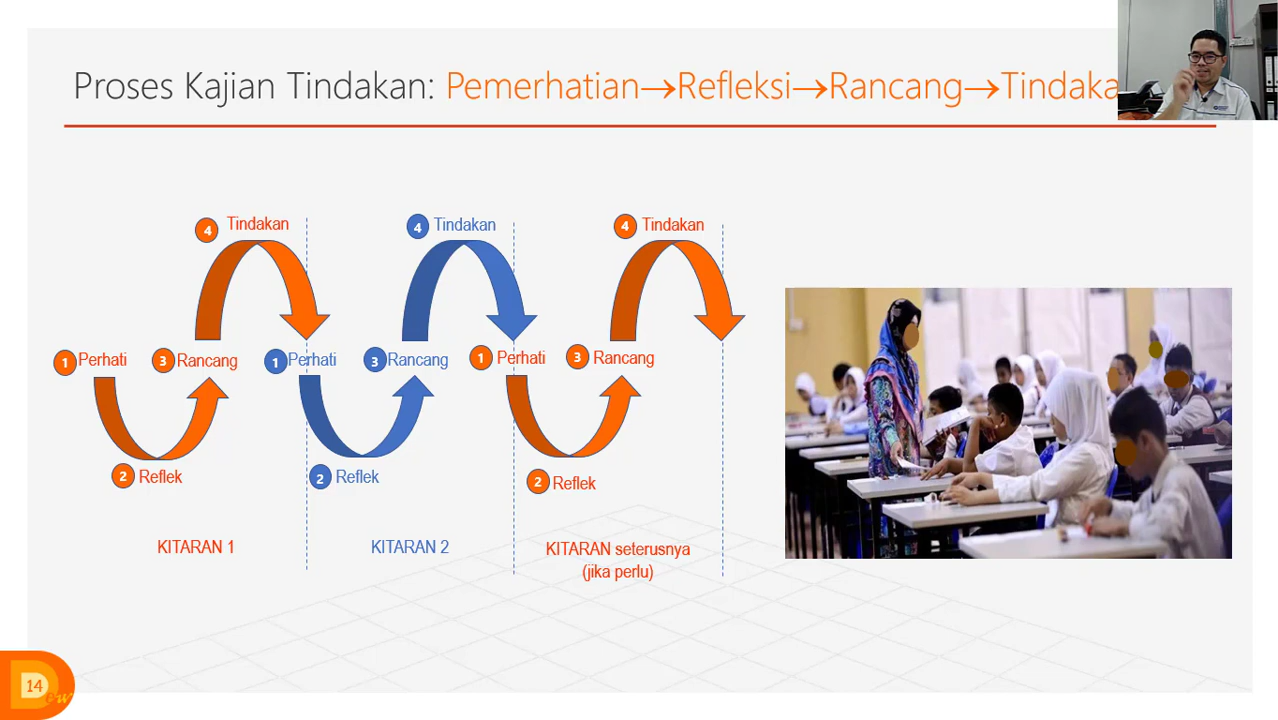 Proses Kajian Tindakan: Pemerhatian→Refleksi→Rancang→Tindaka
4 Tindakan
4 Tindakan
4 Tindakan
1 Perhati
3 Rancang
1 Perhati
3 Rancang
1 Perhati
3 Rancang
2 Reflek
2 Reflek
2 Reflek
KITARAN 1
KITARAN 2
KITARAN seterusnya
(jika perlu)
14